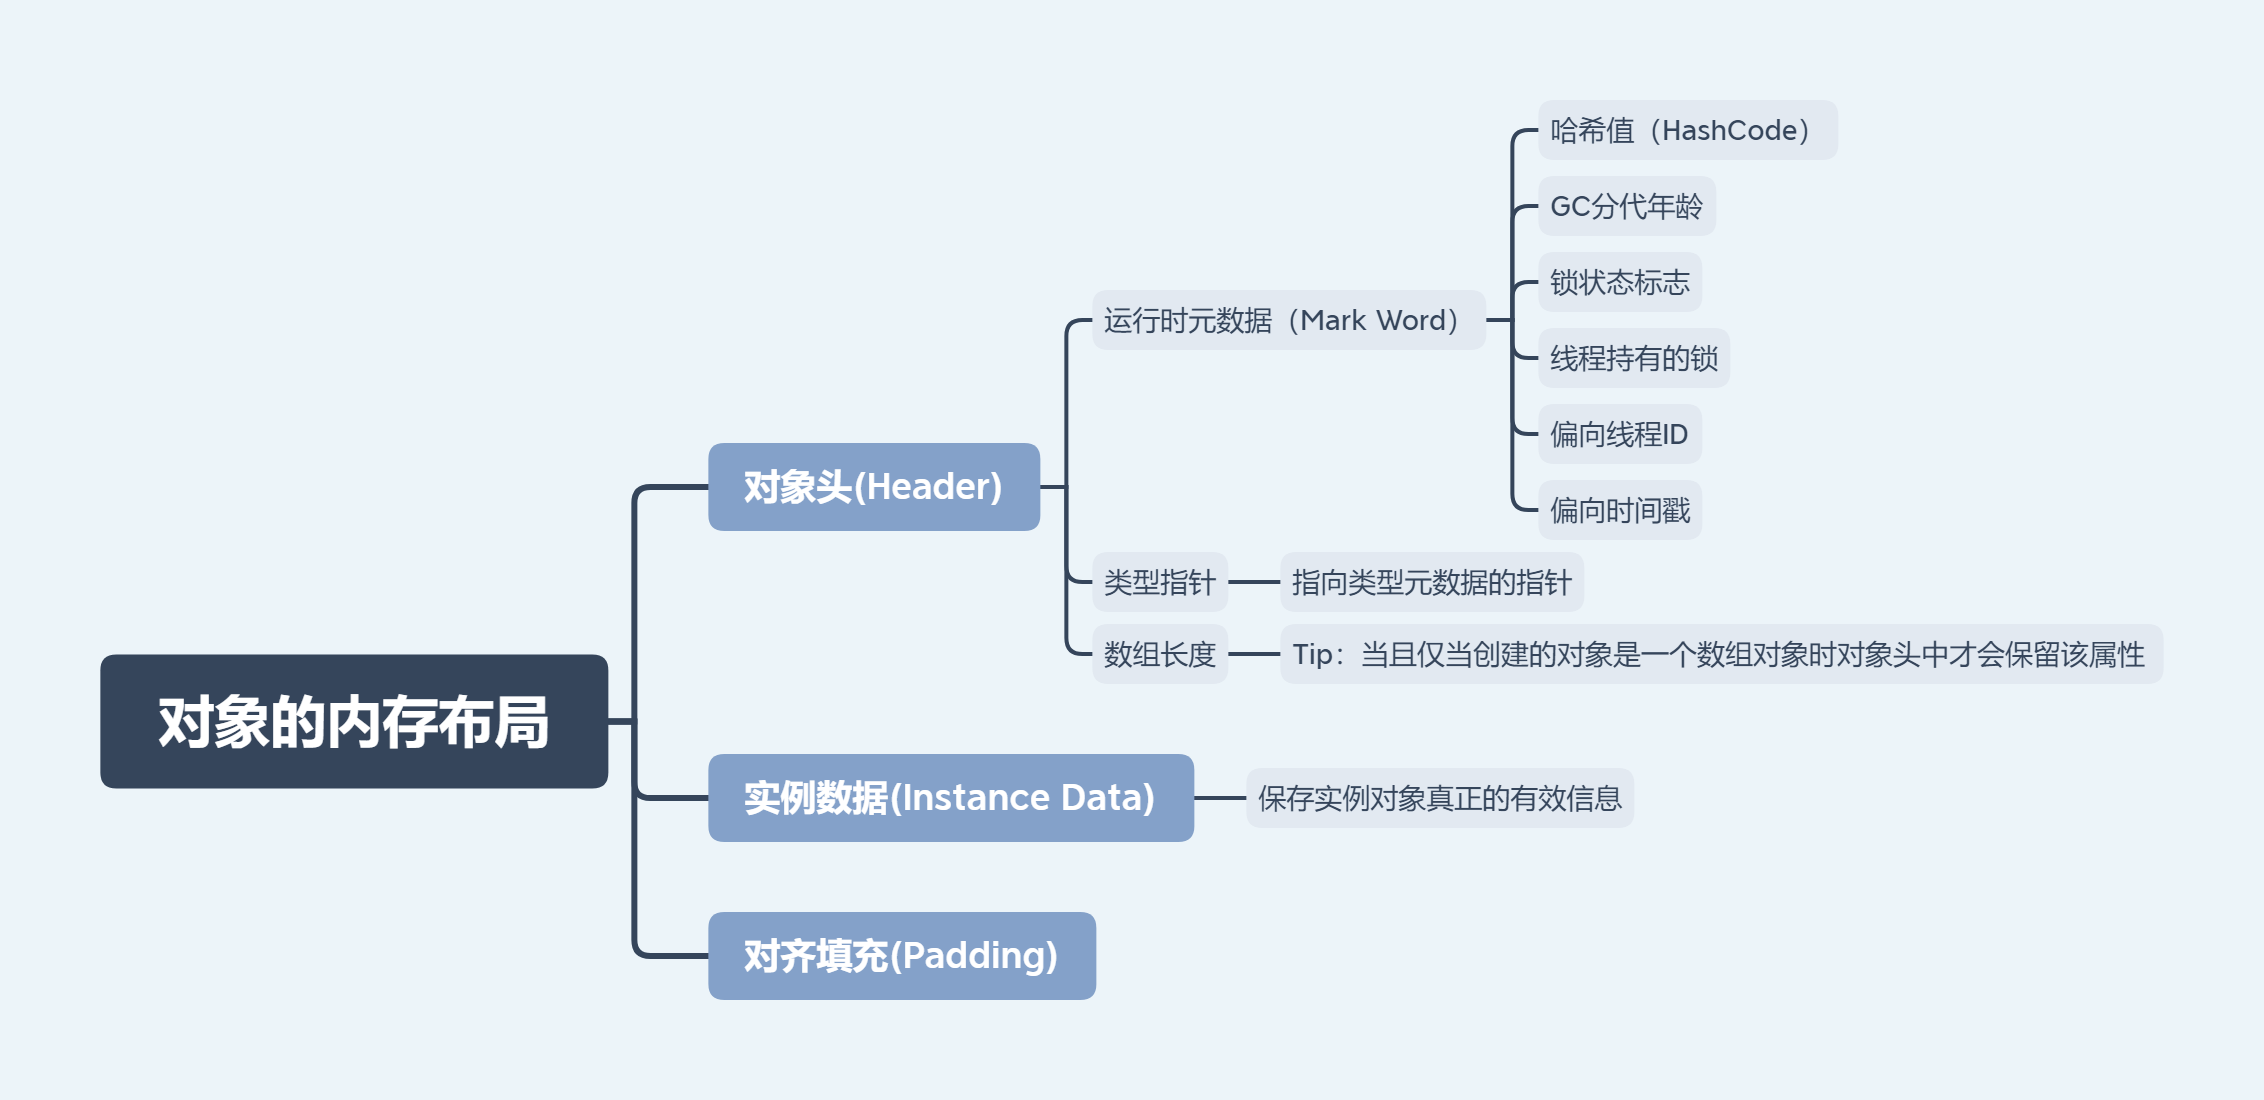 对象的内存布局
对象头(Header)
运行时元数据（Mark Word）
哈希值（HashCode）
GC分代年龄
锁状态标志
线程持有的锁
偏向线程ID
偏向时间戳
类型指针
指向类型元数据的指针
数组长度
Tip：当且仅当创建的对象是一个数组对象时对象头中才会保留该属性
实例数据(Instance Data)
保存实例对象真正的有效信息
对齐填充(Padding)